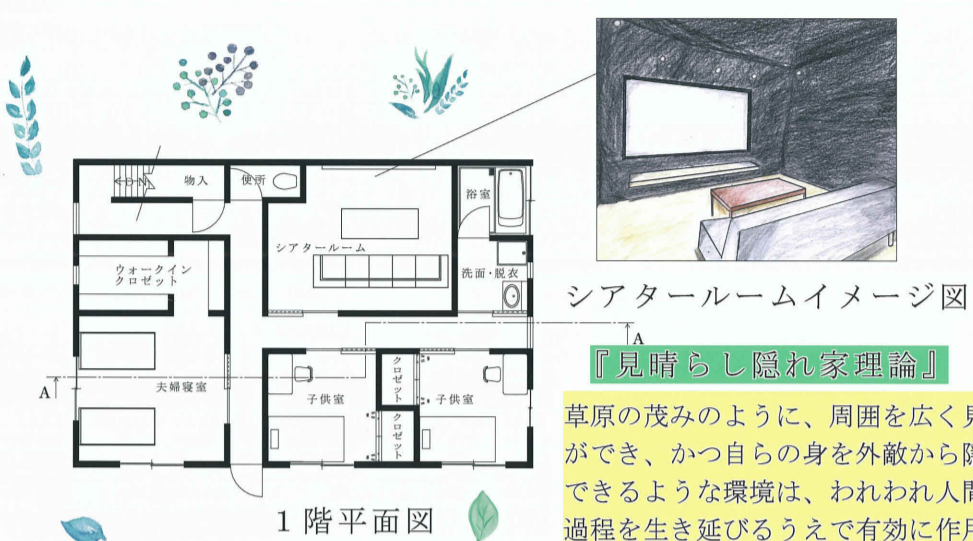 DN
物入
便所
浴室
シアタールーム
洗面・脱衣
ウォークイン
クロゼット
シアタールームイメージ図
A
『見晴らし隠れ家理論』
A
夫婦寝室
子供室
クロゼット
クロゼット
子供室
草原の茂みのように、周囲を広く見
ができ、かつ自らの身を外敵から隠
できるような環境は、われわれ人間
過程を生き延びるうえで有効に作用
1階平面図